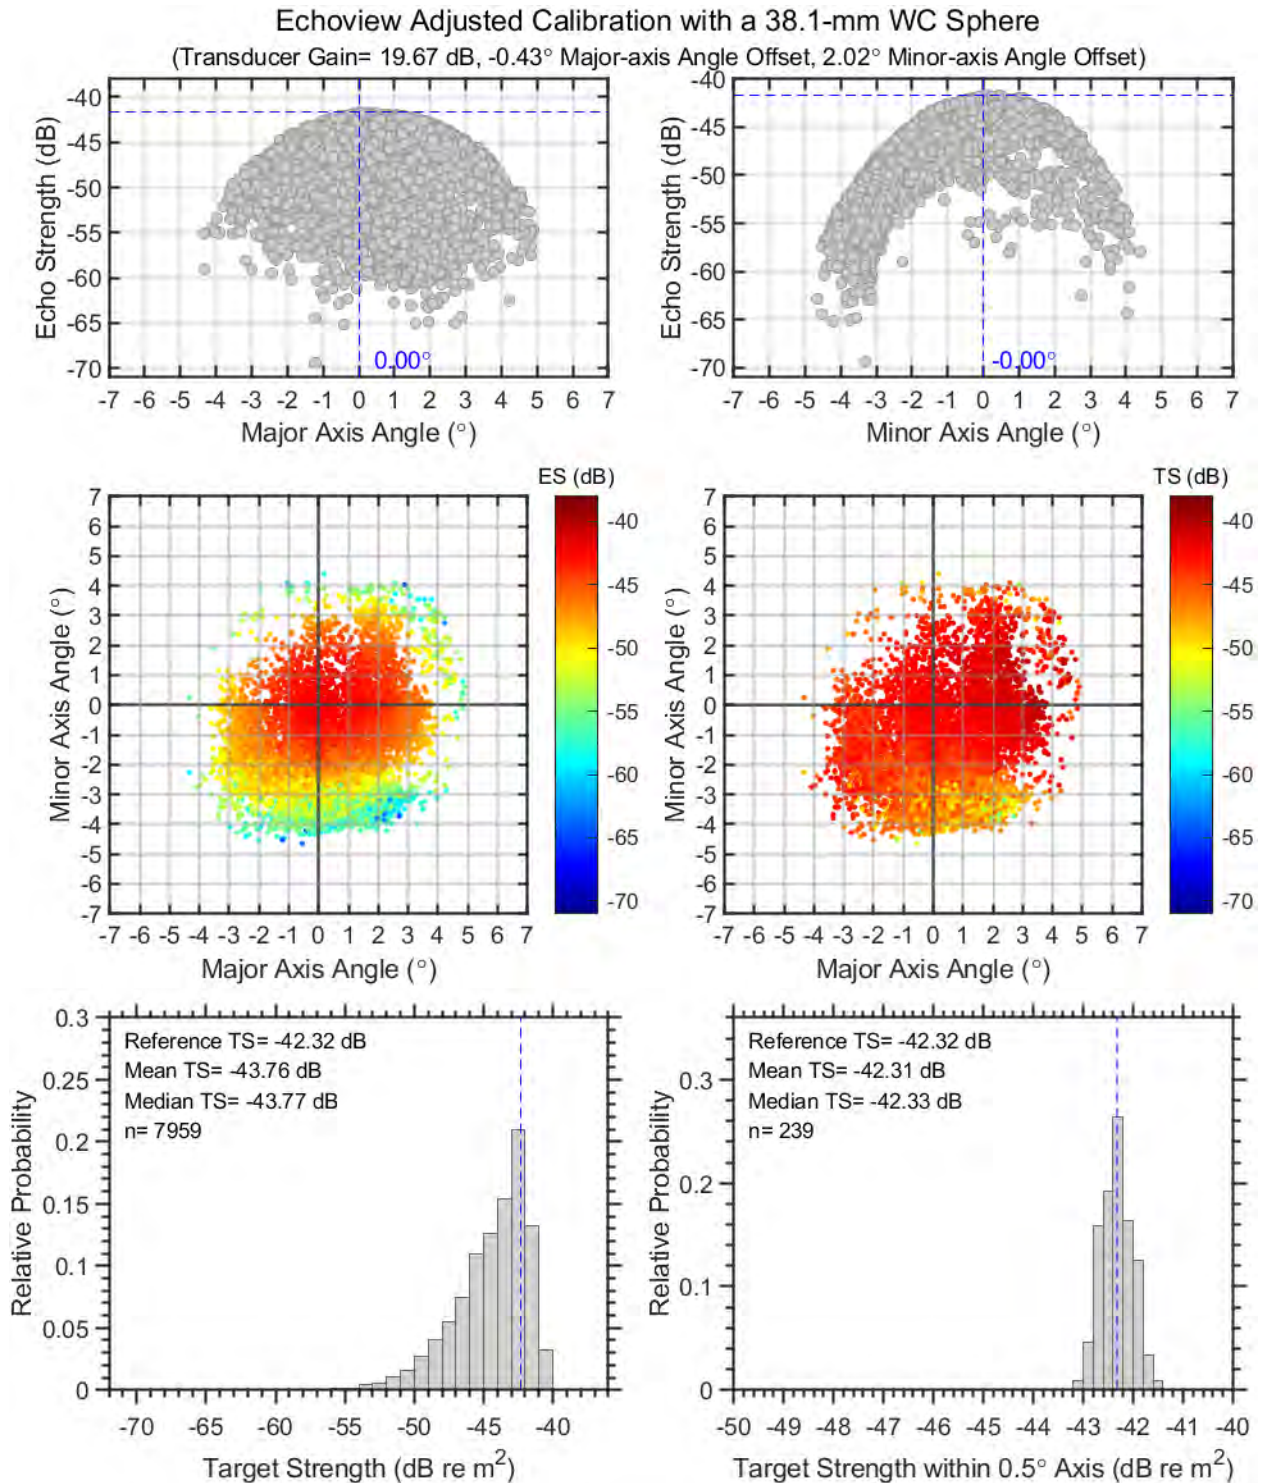 Echoview Adjusted Calibration with a 38.1-mm WC Sphere
(Transducer Gain= 19.67 dB, -0.43° Major-axis Angle Offset, 2.02° Minor-axis Angle Offset)
-40
-45
-50
-55
-60
-65
-70
Echo Strength (dB)
0.00°
-7 -6 -5 -4 -3 -2 -1 0 1 2 3 4 5 6 7
Major Axis Angle (°)
-40
-45
-50
-55
-60
-65
-70
Echo Strength (dB)
-0.00°
-7 -6 -5 -4 -3 -2 -1 0 1 2 3 4 5 6 7
Minor Axis Angle (°)
7
6
5
4
3
2
1
0
-1
-2
-3
-4
-5
-6
-7
Minor Axis Angle (°)
-7 -6 -5 -4 -3 -2 -1 0 1 2 3 4 5 6 7
Major Axis Angle (°)
ES (dB)
-40
-45
-50
-55
-60
-65
-70
7
6
5
4
3
2
1
0
-1
-2
-3
-4
-5
-6
-7
Minor Axis Angle (°)
-7 -6 -5 -4 -3 -2 -1 0 1 2 3 4 5 6 7
Major Axis Angle (°)
TS (dB)
-40
-45
-50
-55
-60
-65
-70
0.3
0.25
0.2
0.15
0.1
0.05
0
Relative Probability
Reference TS= -42.32 dB
Mean TS= -43.76 dB
Median TS= -43.77 dB
n= 7959
-70 -65 -60 -55 -50 -45 -40
Target Strength (dB re m²)
0.3
0.2
0.1
0
Relative Probability
Reference TS= -42.32 dB
Mean TS= -42.31 dB
Median TS= -42.33 dB
n= 239
-50 -49 -48 -47 -46 -45 -44 -43 -42 -41 -40
Target Strength within 0.5° Axis (dB re m²)